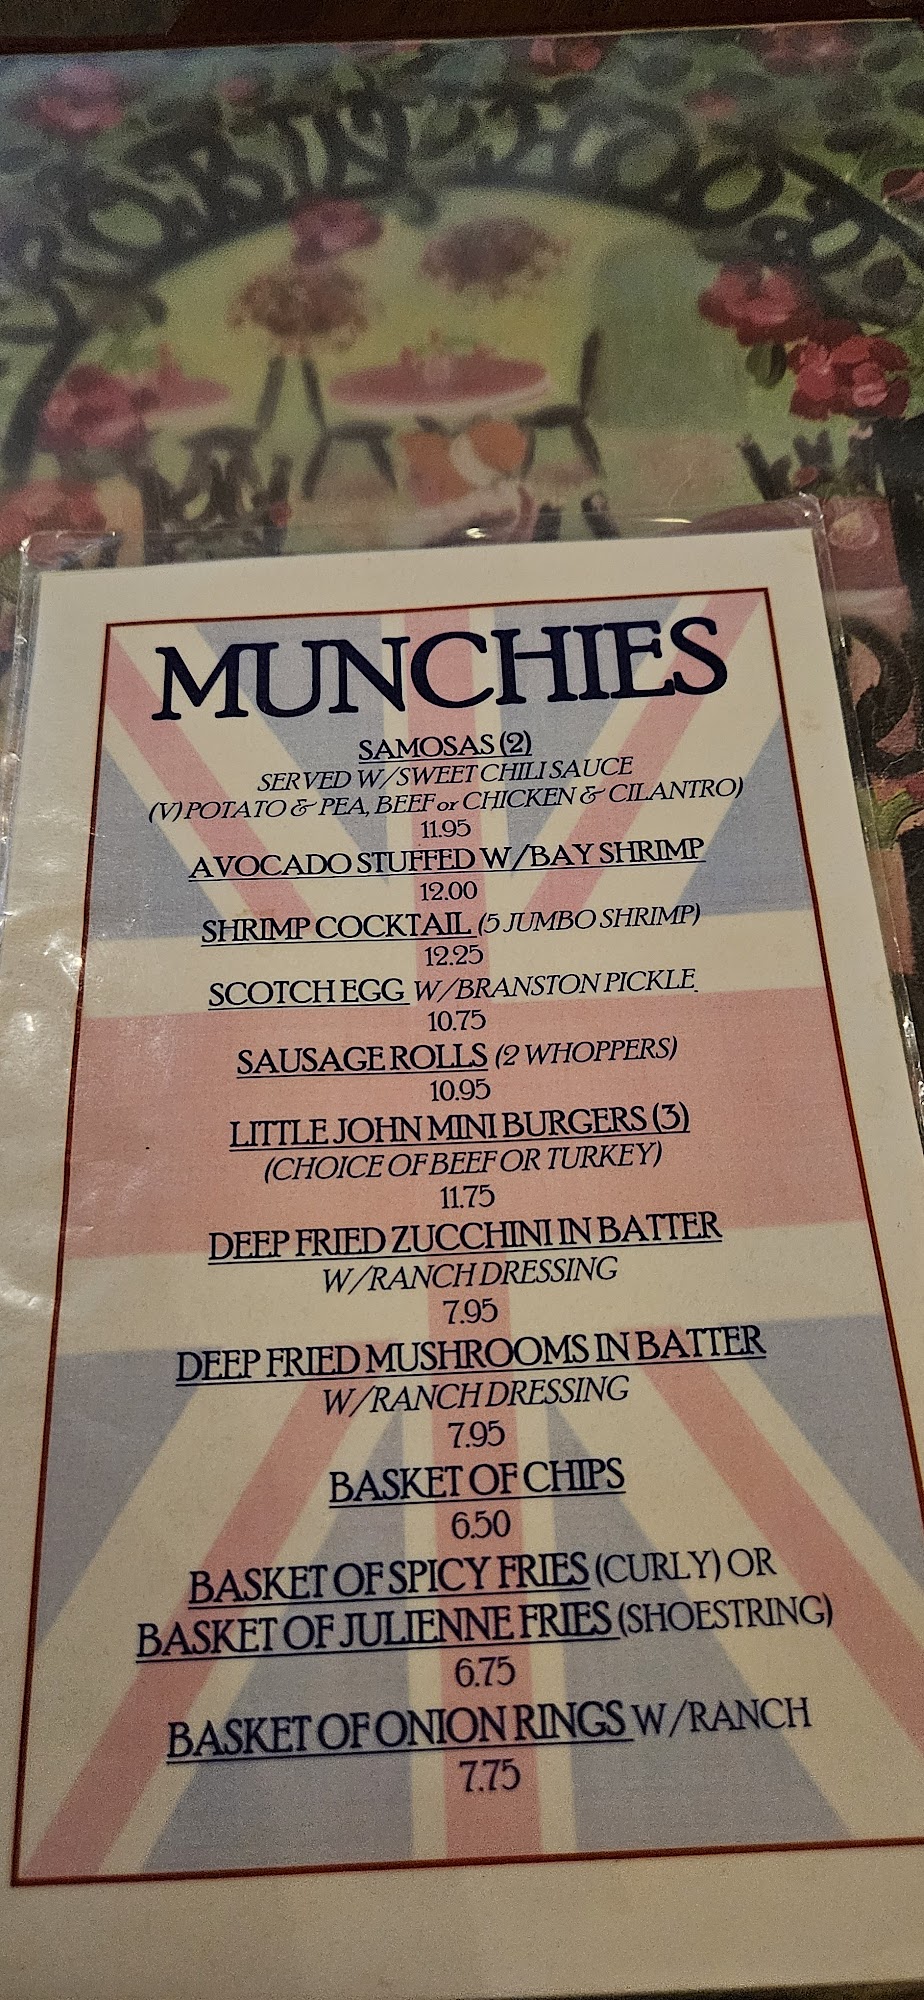 ROBIN HOOD
MUNCHIES
SAMOSAS (2)
SERVED W/SWEET CHILI SAUCE
(V) POTATO & PEA, BEEF or CHICKEN & CILANTRO)
11.95
AVOCADO STUFFED W/BAY SHRIMP
12.00
SHRIMP COCKTAIL (5 JUMBO SHRIMP)
12.25
SCOTCH EGG W/BRANSTON PICKLE
10.75
SAUSAGE ROLLS (2 WHOPPERS)
10.95
LITTLE JOHN MINI BURGERS (3)
(CHOICE OF BEEF OR TURKEY)
11.75
DEEP FRIED ZUCCHINI IN BATTER
W/RANCH DRESSING
7.95
DEEP FRIED MUSHROOMS IN BATTER
W/RANCH DRESSING
7.95
BASKET OF CHIPS
6.50
BASKET OF SPICY FRIES (CURLY) OR
BASKET OF JULIENNE FRIES (SHOESTRING)
6.75
BASKET OF ONION RINGS W/RANCH
7.75